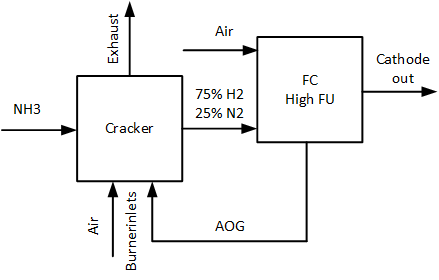 Exhaust
Air
FC
High FU
Cathode
out
75% H2
25% N2
NH3
Cracker
Air
Burnerinlets
AOG